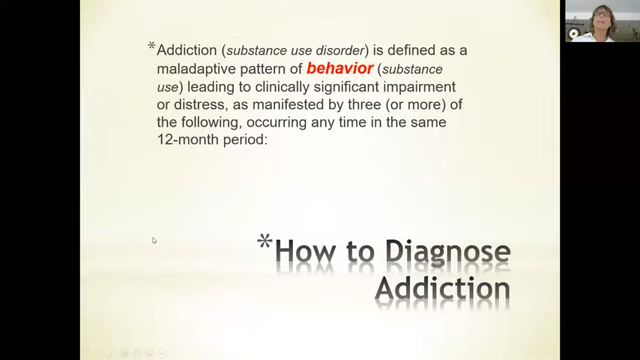 *Addiction (substance use disorder) is defined as a
maladaptive pattern of behavior (substance
use) leading to clinically significant impairment
or distress, as manifested by three (or more) of
the following, occurring any time in the same
12-month period:
*How to Diagnose
Addiction